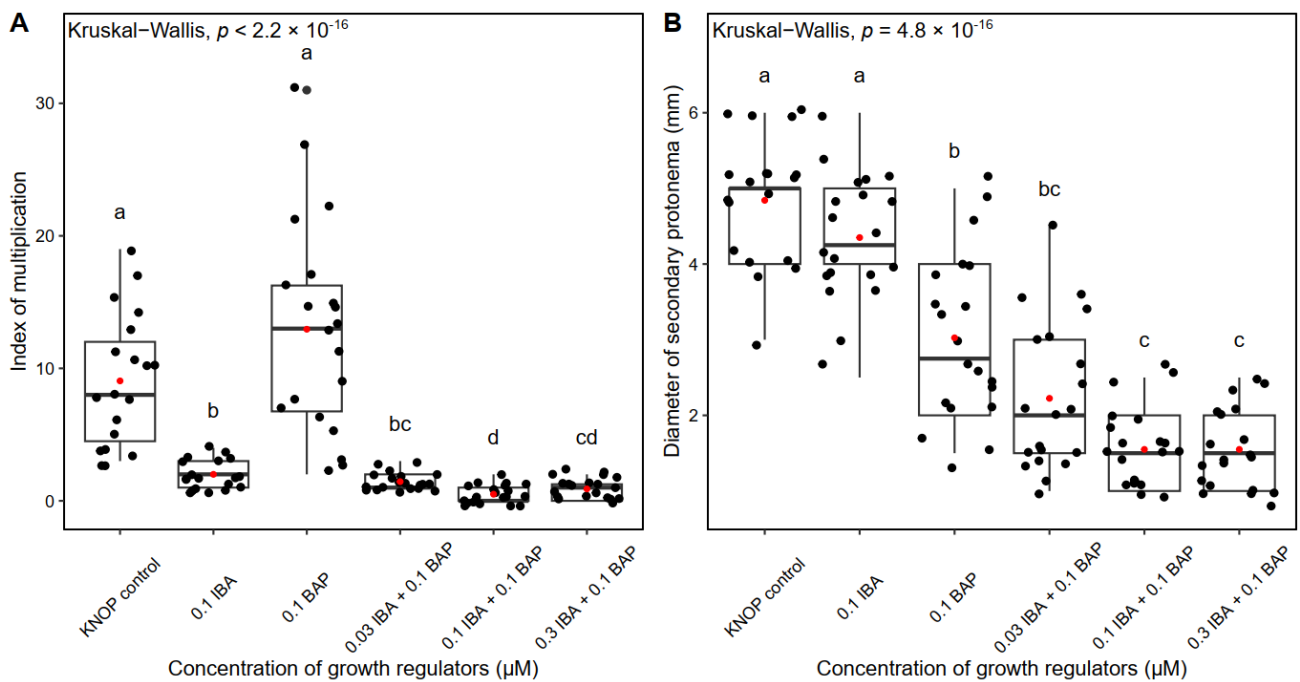 A
Kruskal−Wallis, p < 2.2 × 10-16
a
a
b
bc
d
cd
30
20
10
0
Index of multiplication
KNOP control
0.1 IBA
0.1 BAP
0.03 IBA + 0.1 BAP
0.1 IBA + 0.1 BAP
0.3 IBA + 0.1 BAP
Concentration of growth regulators (µM)
B
Kruskal−Wallis, p = 4.8 × 10-16
a
a
b
bc
c
c
6
4
2
Diameter of secondary protonema (mm)
KNOP control
0.1 IBA
0.1 BAP
0.03 IBA + 0.1 BAP
0.1 IBA + 0.1 BAP
0.3 IBA + 0.1 BAP
Concentration of growth regulators (µM)